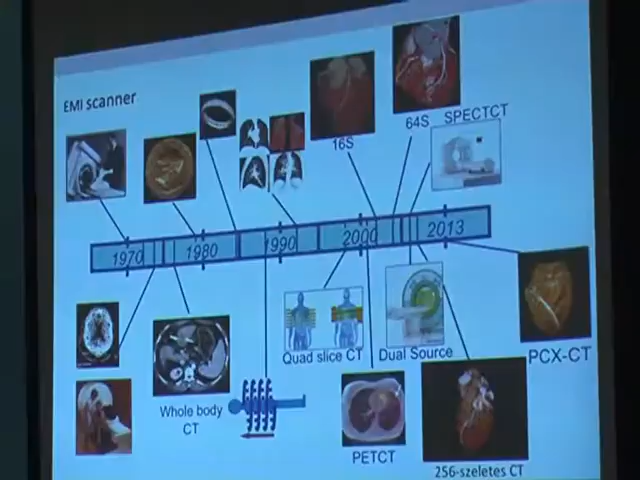 EMI scanner
16S
64S
SPECTCT
1970
1980
1990
2000
2013
Whole body
CT
Quad slice CT
Dual Source
PCX-CT
PETCT
256-szeletes CT